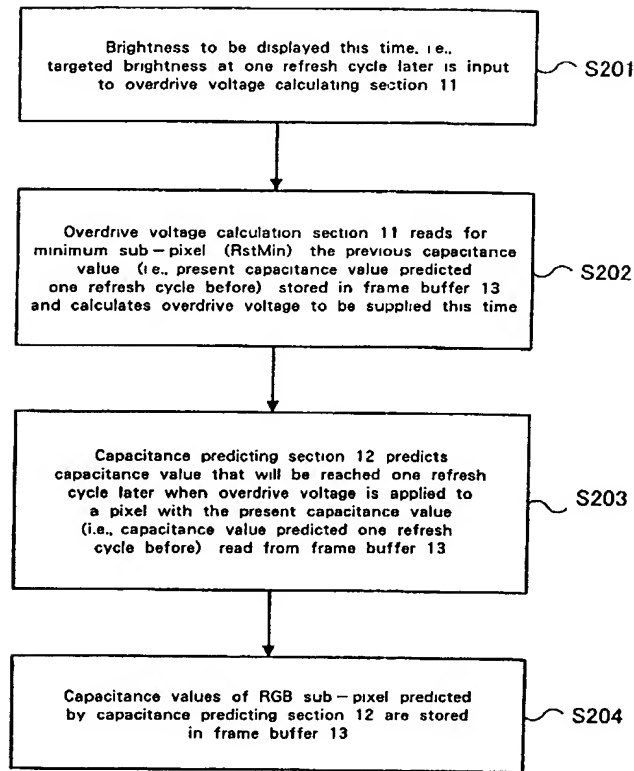 Brightness to be displayed this time. i.e.,
targeted brightness at one refresh cycle later is input
to overdrive voltage calculating section 11
S201
Overdrive voltage calculation section 11 reads for
minimum sub-pixel (RstMin) the previous capacitance
value (i.e., present capacitance value predicted
one refresh cycle before) stored in frame buffer 13
and calculates overdrive voltage to be supplied this time
S202
Capacitance predicting section 12 predicts
capacitance value that will be reached one refresh
cycle later when overdrive voltage is applied to
a pixel with the present capacitance value
(i.e., capacitance value predicted one refresh
cycle before) read from frame buffer 13
S203
Capacitance values of RGB sub-pixel predicted
by capacitance predicting section 12 are stored
in frame buffer 13
S204